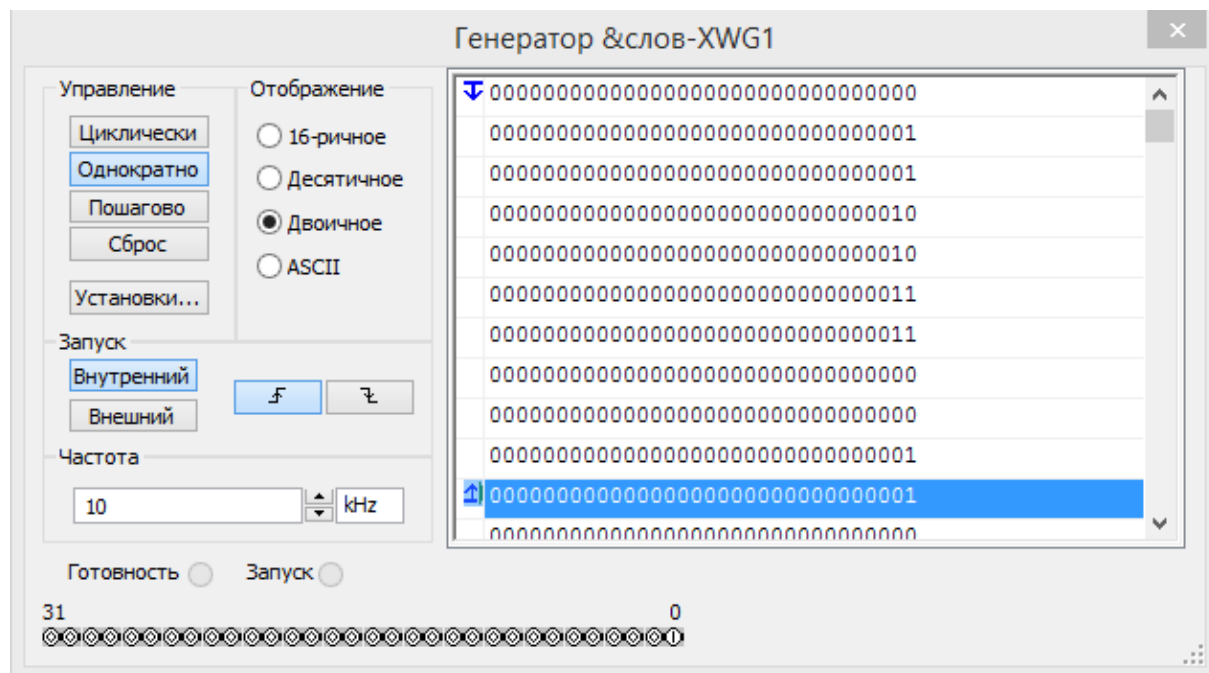 Генератор &слов-XWG1
Управление
Циклически
Однократно
Пошагово
Сброс
Установки...
Отображение
16-ричное
Десятичное
Двоичное
ASCII
Запуск
Внутренний
Внешний
Частота
10 kHz
00000000000000000000000000000000
00000000000000000000000000000001
00000000000000000000000000000001
00000000000000000000000000000010
00000000000000000000000000000010
00000000000000000000000000000011
00000000000000000000000000000011
00000000000000000000000000000000
00000000000000000000000000000000
00000000000000000000000000000001
00000000000000000000000000000001
00000000000000000000000000000000
Готовность Запуск
31 0